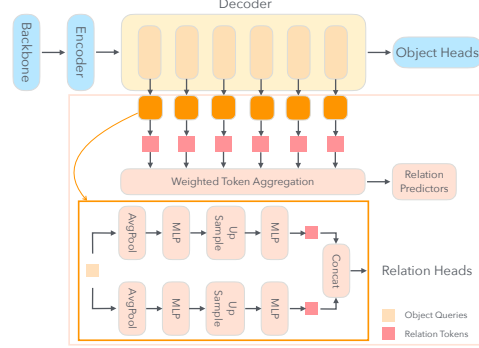 Decoder
Backbone
Encoder
Object Heads
Weighted Token Aggregation
Relation
Predictors
AvgPool
MLP
Up
Sample
MLP
AvgPool
MLP
Up
Sample
MLP
Concat
Relation Heads
Object Queries
Relation Tokens